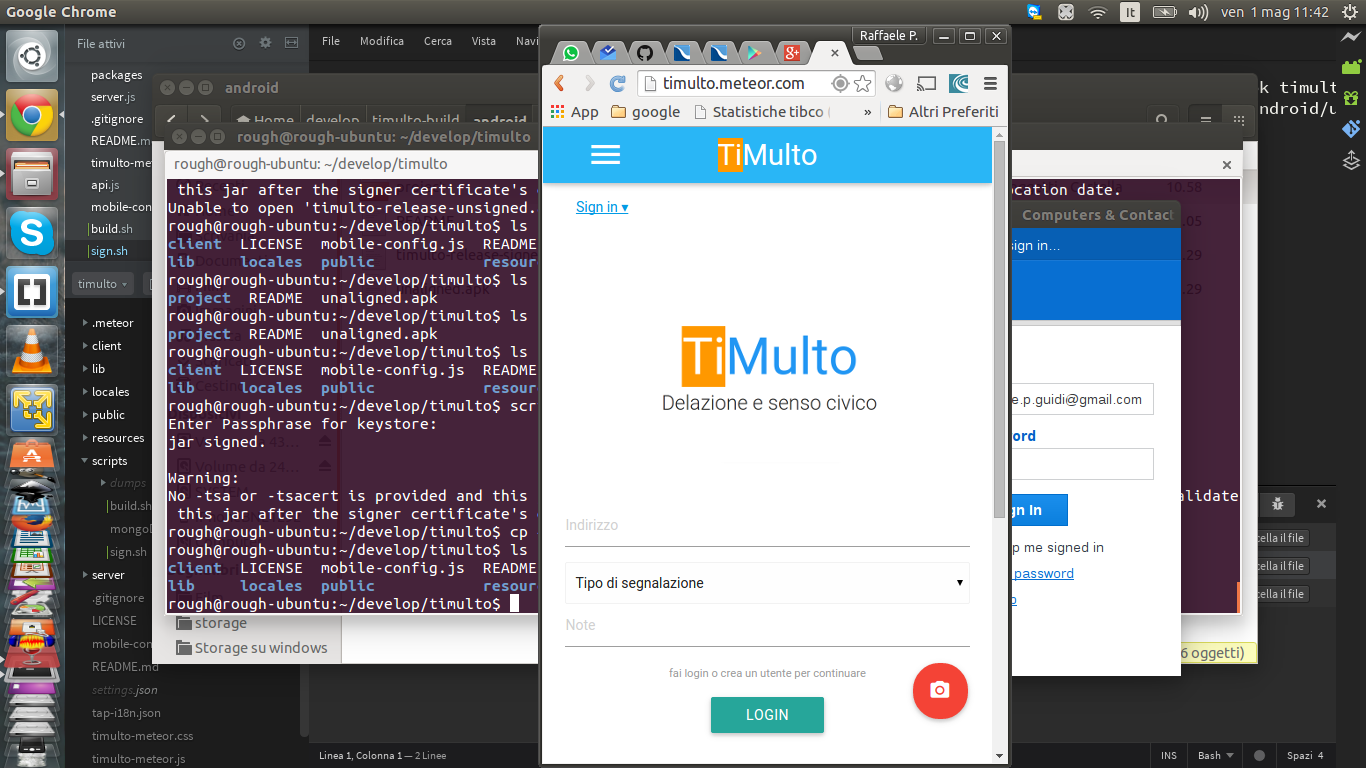 Google Chrome
It
ven 1 mag 11:42
File attivi
packages
server.js
.gitignore
README.m
timulto-me
api.js
mobile-con
build.sh
sign.sh
timulto
.meteor
client
lib
locales
public
resources
scripts
dumps
build.sh
mongo
sign.sh
server
.gitignore
LICENSE
mobile-con
README.md
settings.json
tap-i18n.json
timulto-meteor.css
timulto-meteor.js
File Modifica Cerca Vista Navi
android
Home develop timulto-build android
rough@rough-ubuntu: ~/develop/timulto
rough@rough-ubuntu: ~/develop/timulto
this jar after the signer certificate's
Unable to open 'timulto-release-unsigned.
rough@rough-ubuntu:~/develop/timulto$ ls
client LICENSE mobile-config.js README
lib locales public resour
rough@rough-ubuntu:~/develop/timulto$ ls
project README unaligned.apk
rough@rough-ubuntu:~/develop/timulto$ ls
project README unaligned.apk
rough@rough-ubuntu:~/develop/timulto$ ls
client LICENSE mobile-config.js README
lib locales public resour
rough@rough-ubuntu:~/develop/timulto$ scr
Enter Passphrase for keystore:
jar signed.
Warning:
No -tsa or -tsacert is provided and this
this jar after the signer certificate's
rough@rough-ubuntu:~/develop/timulto$ cp
rough@rough-ubuntu:~/develop/timulto$ ls
client LICENSE mobile-config.js README
lib locales public resour
rough@rough-ubuntu:~/develop/timulto$
storage
Storage su windows
Raffaele P.
timulto.meteor.com
App google Statistiche tibco » Altri Preferiti
TiMulto
Sign in ▾
TiMulto
Delazione e senso civico
Indirizzo
Tipo di segnalazione
Note
fai login o crea un utente per continuare
LOGIN
k timult
android/u
ocation date.
10.58
.05
.29
.29
Computers & Contact
sign in...
e.p.guidi@gmail.com
ord
gn In
p me signed in
password
alidate
cella il file
cella il file
cella il file
6 oggetti)
Linea 1, Colonna 1 — 2 Linee
INS Bash Spazi 4